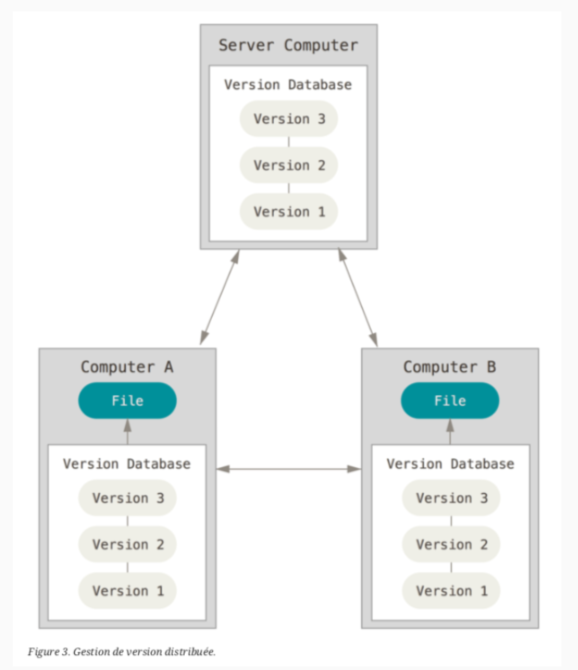 Server Computer
Version Database
Version 3
Version 2
Version 1
Computer A
File
Version Database
Version 3
Version 2
Version 1
Computer B
File
Version Database
Version 3
Version 2
Version 1
Figure 3. Gestion de version distribuée.